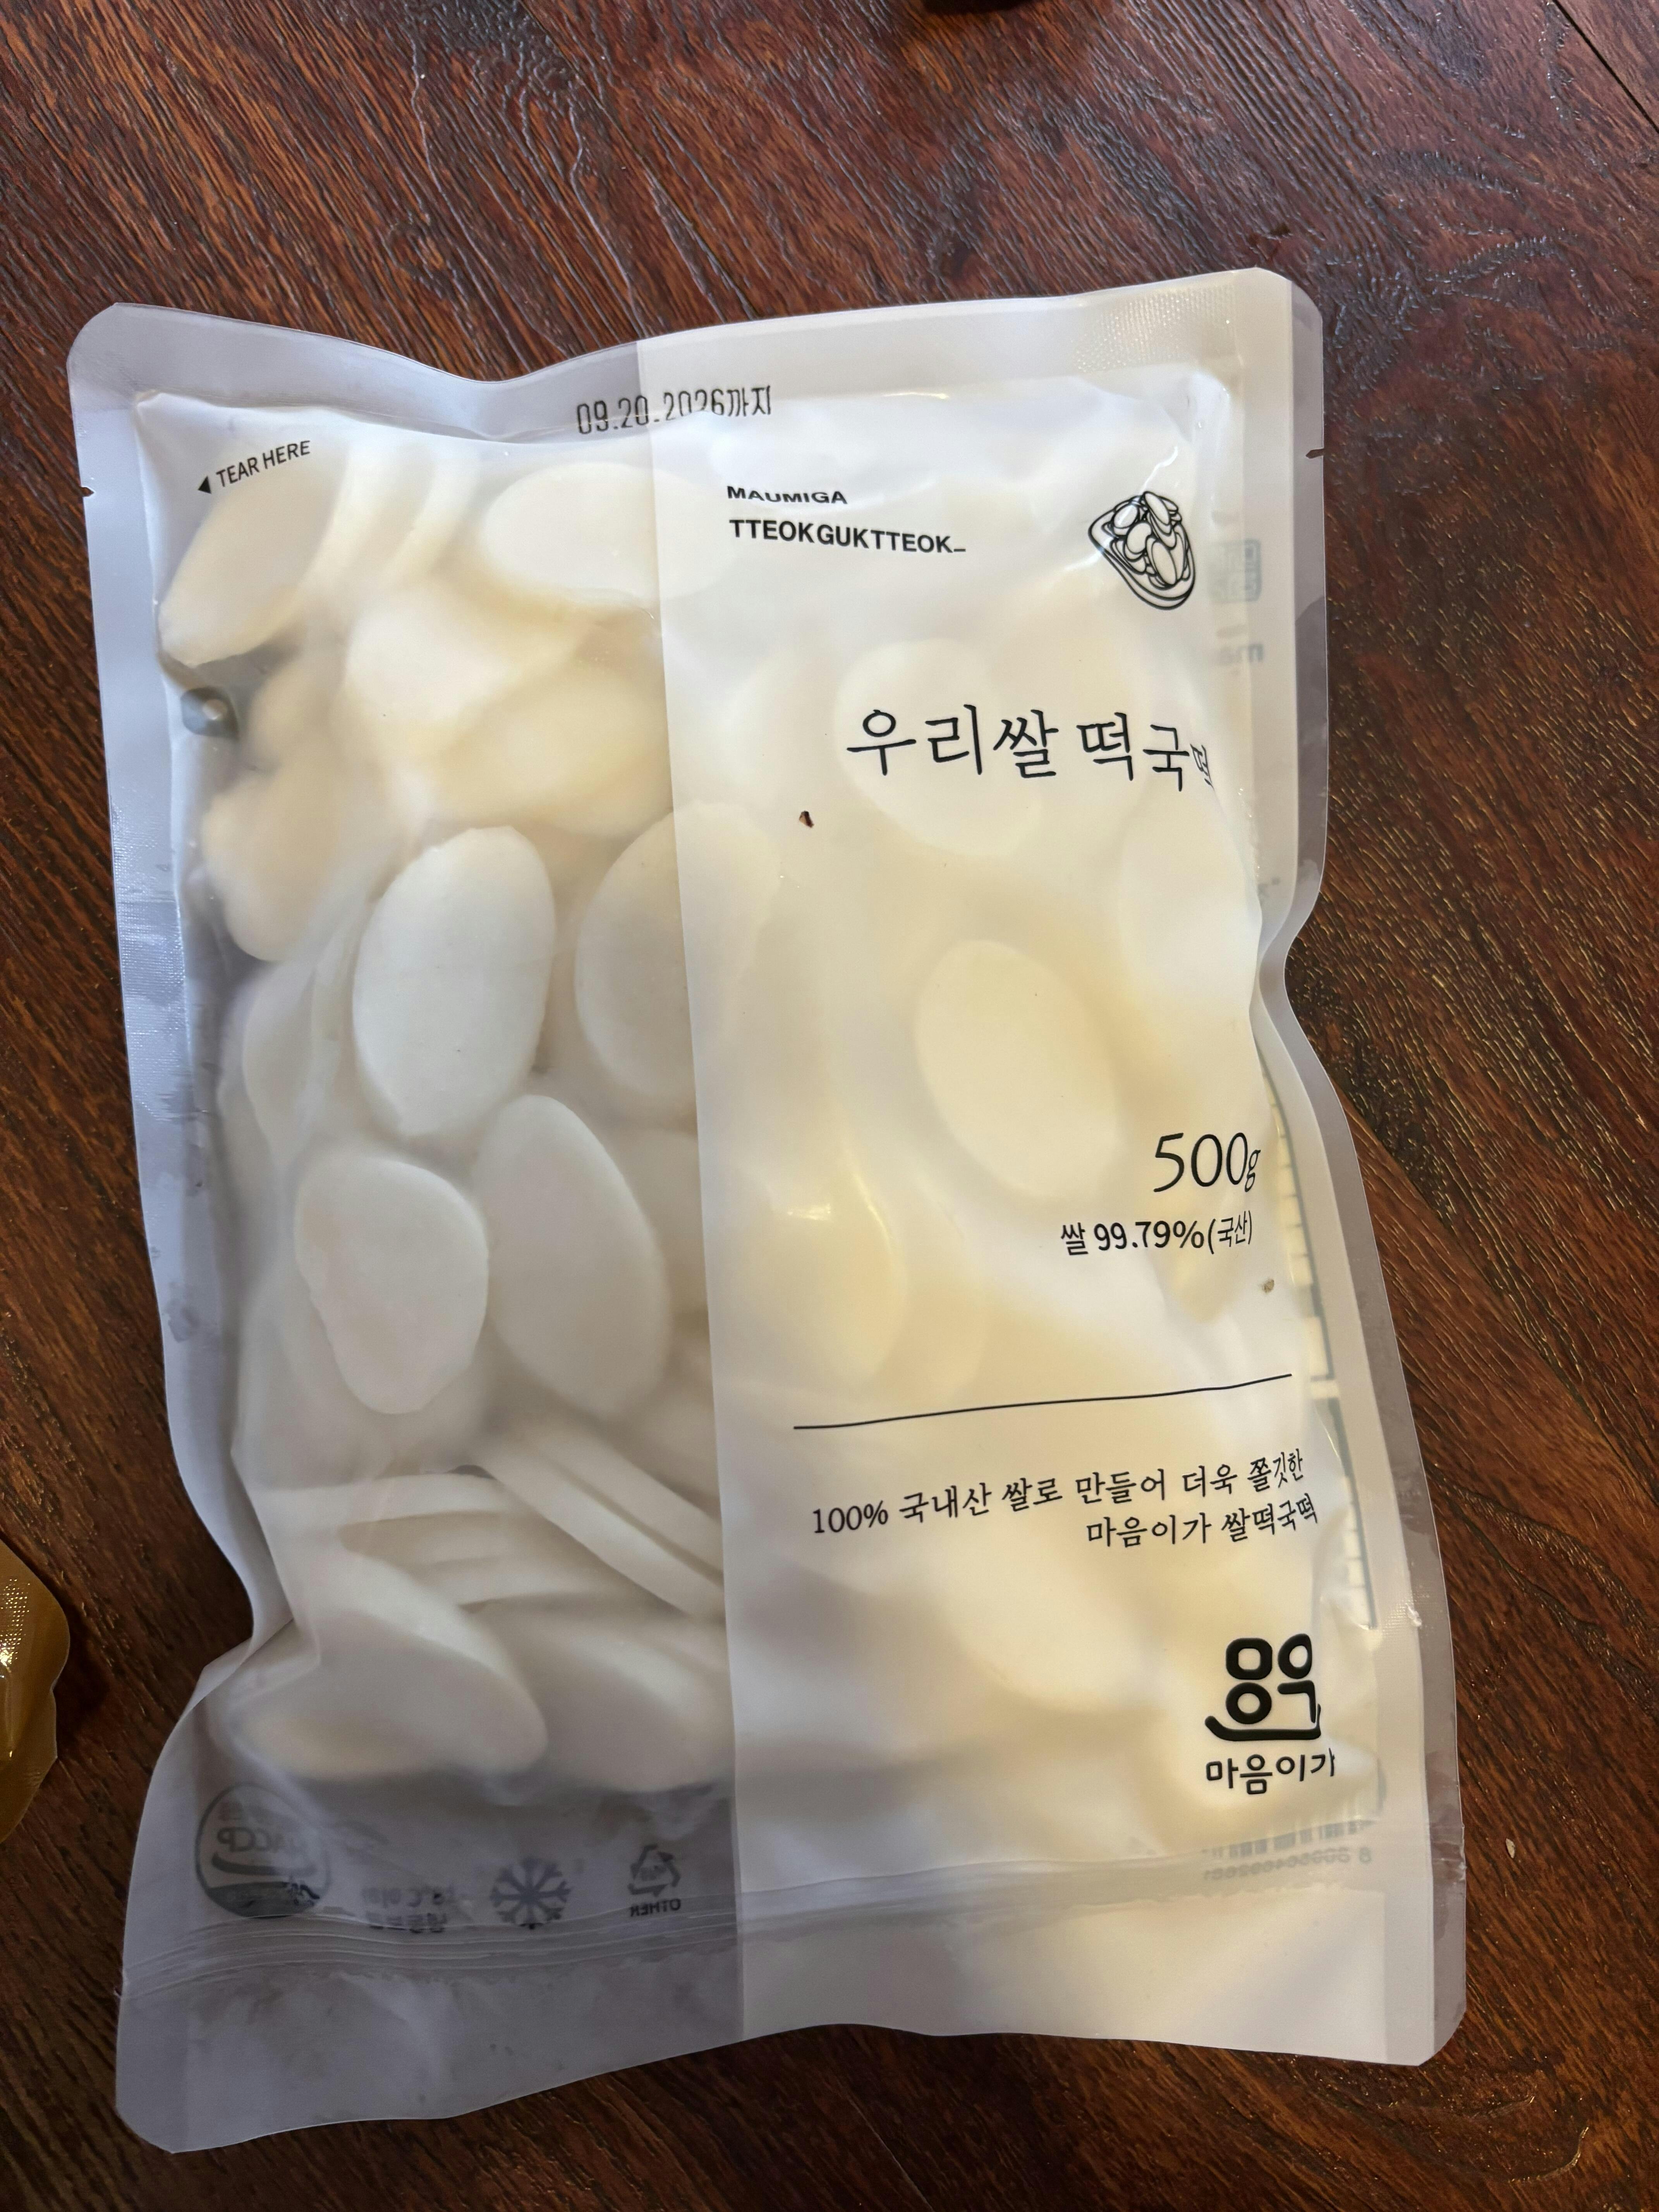 09.20.2026까지
TEAR HERE
MAUMIGA
TTEOKGUKTTEOK_
우리쌀 떡국떡
500g
쌀 99.79%(국산)
100% 국내산 쌀로 만들어 더욱 쫄깃한
마음이가 쌀떡국떡
마음이가
OTHER